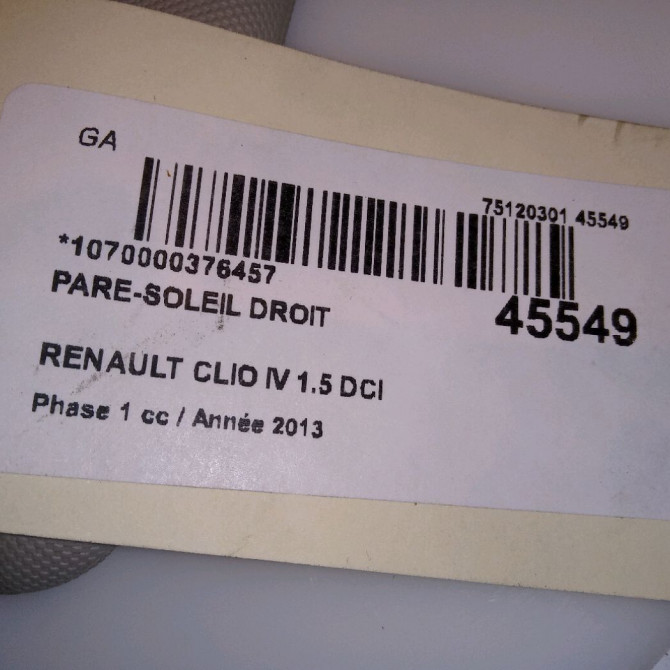 GA
75120301 45549
*1070000376457
PARE-SOLEIL DROIT
45549
RENAULT CLIO IV 1.5 DCI
Phase 1 cc / Année 2013